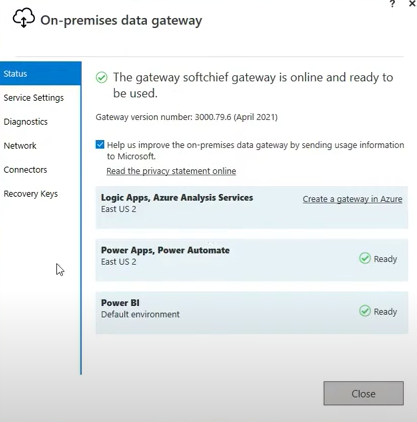 ? ×
On-premises data gateway
Status
Service Settings
Diagnostics
Network
Connectors
Recovery Keys
The gateway softchief gateway is online and ready to
be used.
Gateway version number: 3000.79.6 (April 2021)
Help us improve the on-premises data gateway by sending usage information
to Microsoft.
Read the privacy statement online
Logic Apps, Azure Analysis Services
East US 2
Create a gateway in Azure
Power Apps, Power Automate
East US 2
Ready
Power BI
Default environment
Ready
Close